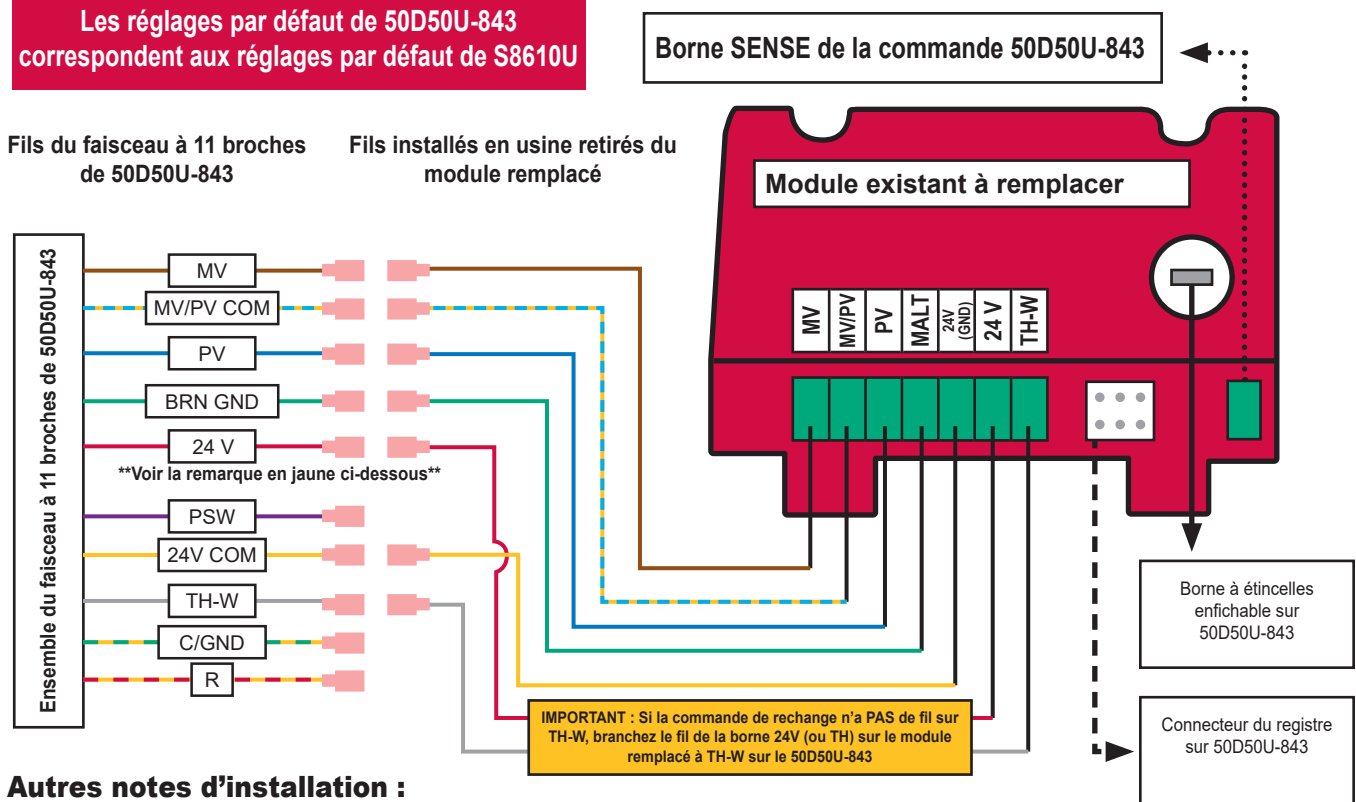 Les réglages par défaut de 50D50U-843
correspondent aux réglages par défaut de S8610U
Borne SENSE de la commande 50D50U-843
Fils du faisceau à 11 broches
de 50D50U-843
Fils installés en usine retirés du
module remplacé
Module existant à remplacer
Ensemble du faisceau à 11 broches de 50D50U-843
MV
MV/PV COM
PV
BRN GND
24 V
**Voir la remarque en jaune ci-dessous**
PSW
24V COM
TH-W
C/GND
R
MV
MV/PV
PV
MALT
24V
(GND)
24 V
TH-W
Borne à étincelles
enfichable sur
50D50U-843
Connecteur du registre
sur 50D50U-843
IMPORTANT : Si la commande de rechange n'a PAS de fil sur
TH-W, branchez le fil de la borne 24V (ou TH) sur le module
remplacé à TH-W sur le 50D50U-843
Autres notes d'installation :